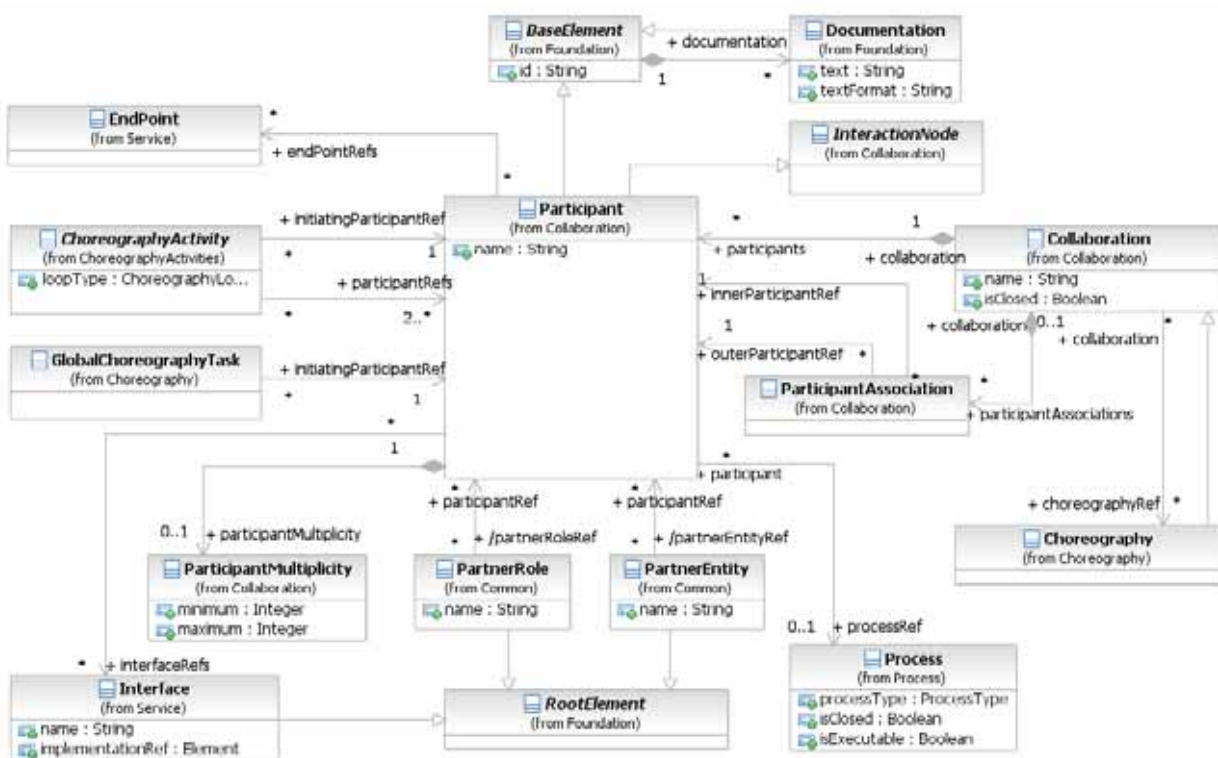 BaseElement
(from Foundation)
id : String
+ documentation
1
*
Documentation
(from Foundation)
text : String
textFormat : String
EndPoint
(from Service)
*
+ endPointRefs
*
InteractionNode
(from Collaboration)
Participant
(from Collaboration)
name : String
ChoreographyActivity
(from ChoreographyActivities)
loopType : ChoreographyLo...
+ initiatingParticipantRef
*
1
+ participantRefs
*
2..*
*
+ participants
1
+ collaboration
Collaboration
(from Collaboration)
name : String
isClosed : Boolean
1
+ innerParticipantRef
1
+ outerParticipantRef
*
*
+ collaboration
0..1
*
+ collaboration
GlobalChoreographyTask
(from Choreography)
+ initiatingParticipantRef
*
1
ParticipantAssociation
(from Collaboration)
*
+ participantAssociations
*
1
*
+ participant
*
+ participantRef
*
+ participantRef
+ choreographyRef
*
0..1
+ participantMultiplicity
*
+ /partnerRoleRef
*
+ /partnerEntityRef
Choreography
(from Choreography)
ParticipantMultiplicity
(from Collaboration)
minimum : Integer
maximum : Integer
PartnerRole
(from Common)
name : String
PartnerEntity
(from Common)
name : String
0..1
+ processRef
*
+ interfaceRefs
Interface
(from Service)
name : String
implementationRef : Element
RootElement
(from Foundation)
Process
(from Process)
processType : ProcessType
isClosed : Boolean
isExecutable : Boolean